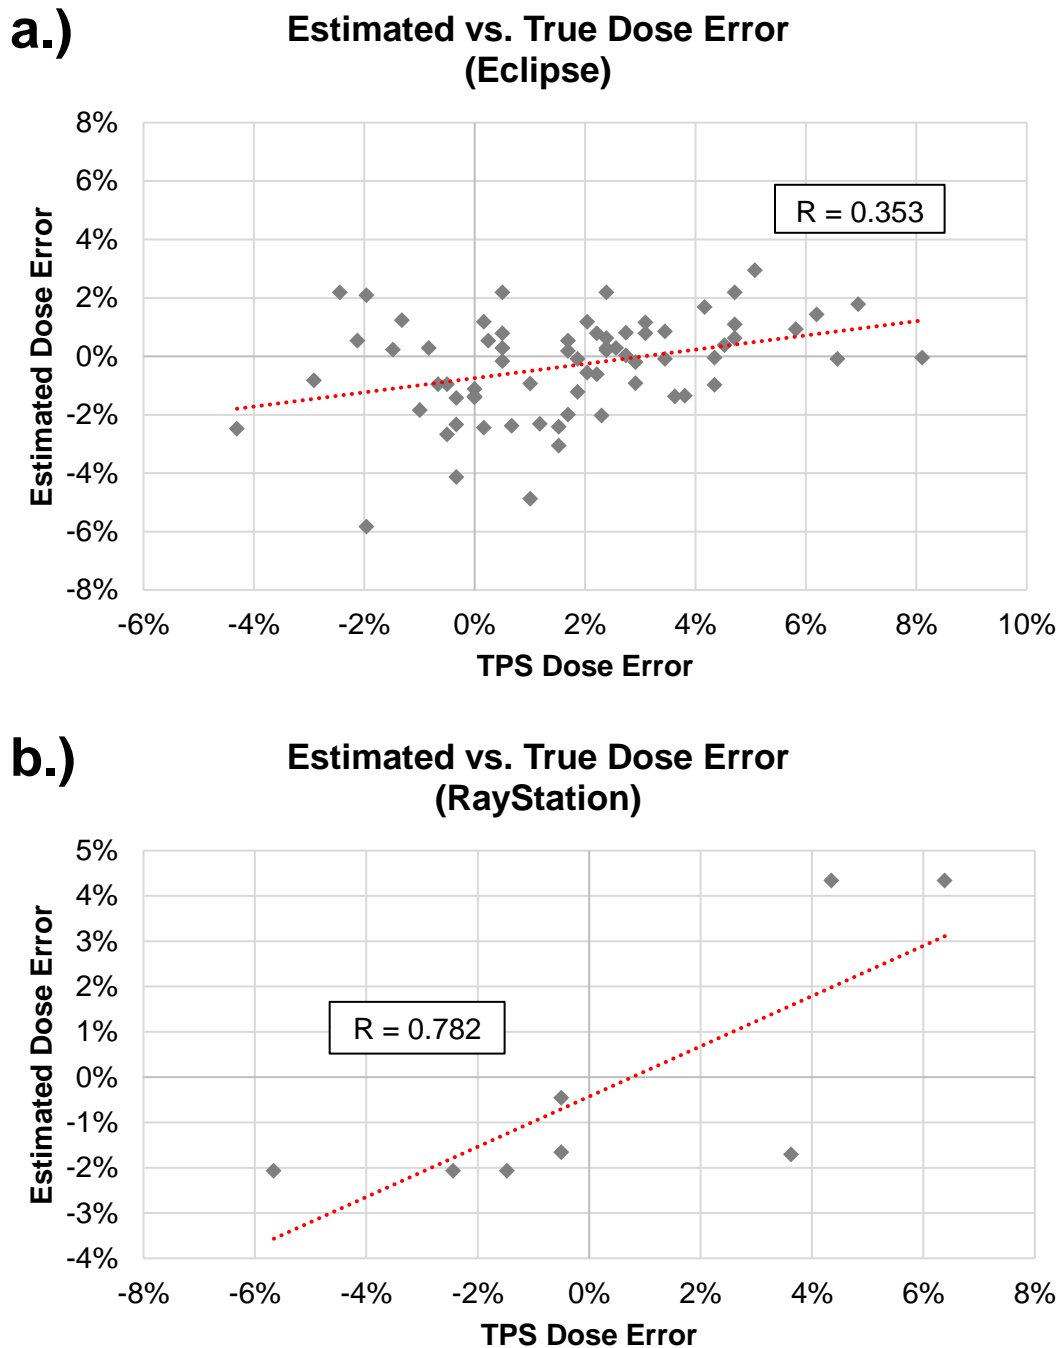 a.)
Estimated vs. True Dose Error
(Eclipse)
8%
6%
4%
2%
0%
-2%
-4%
-6%
-8%
Estimated Dose Error
R = 0.353
-6% -4% -2% 0% 2% 4% 6% 8% 10%
TPS Dose Error
b.)
Estimated vs. True Dose Error
(RayStation)
5%
4%
3%
2%
1%
0%
-1%
-2%
-3%
-4%
Estimated Dose Error
R = 0.782
-8% -6% -4% -2% 0% 2% 4% 6% 8%
TPS Dose Error